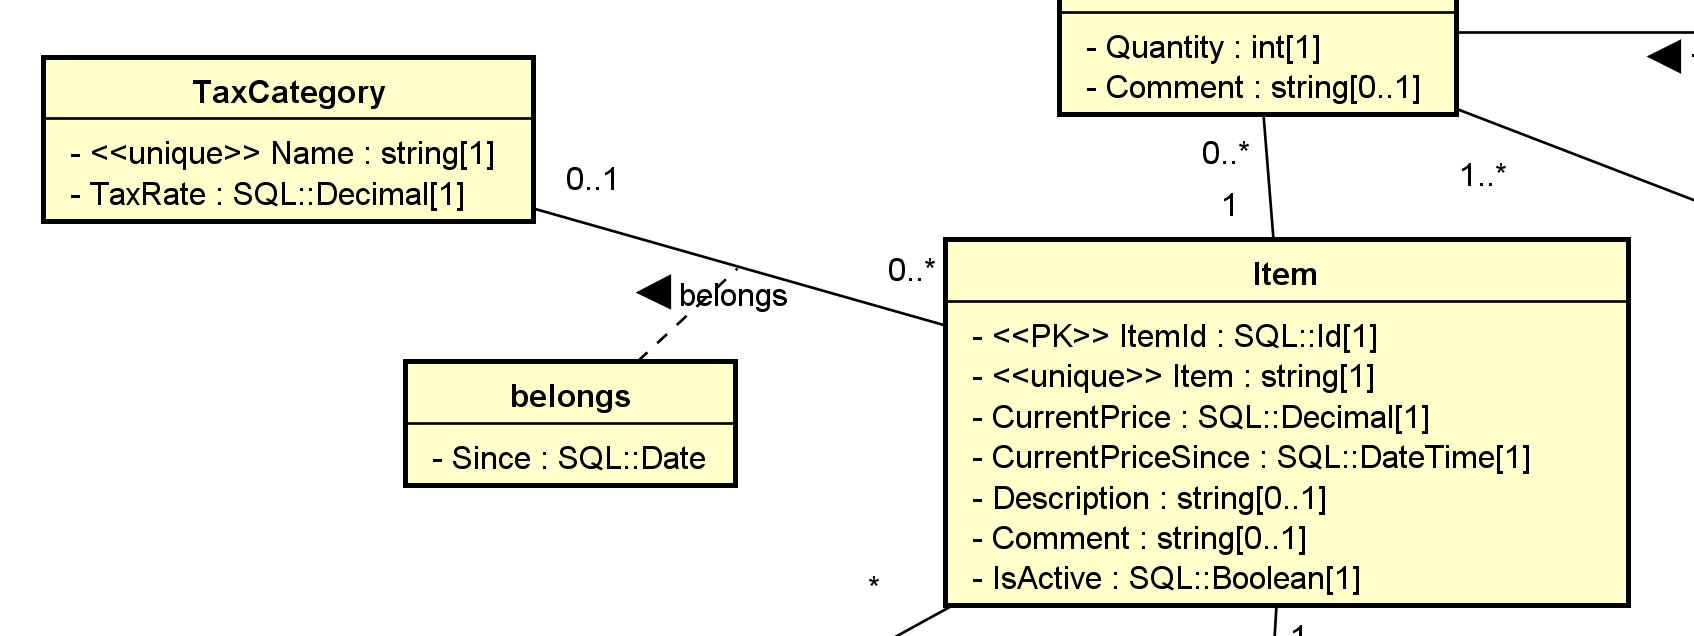 - Quantity : int[1]
- Comment : string[0..1]
TaxCategory
- <<unique>> Name : string[1]
- TaxRate : SQL::Decimal[1]
0..1
0..*
1
1..*
0..*
belongs
belongs
- Since : SQL::Date
Item
- <<PK>> ItemId : SQL::Id[1]
- <<unique>> Item : string[1]
- CurrentPrice : SQL::Decimal[1]
- CurrentPriceSince : SQL::DateTime[1]
- Description : string[0..1]
- Comment : string[0..1]
- IsActive : SQL::Boolean[1]
*
1